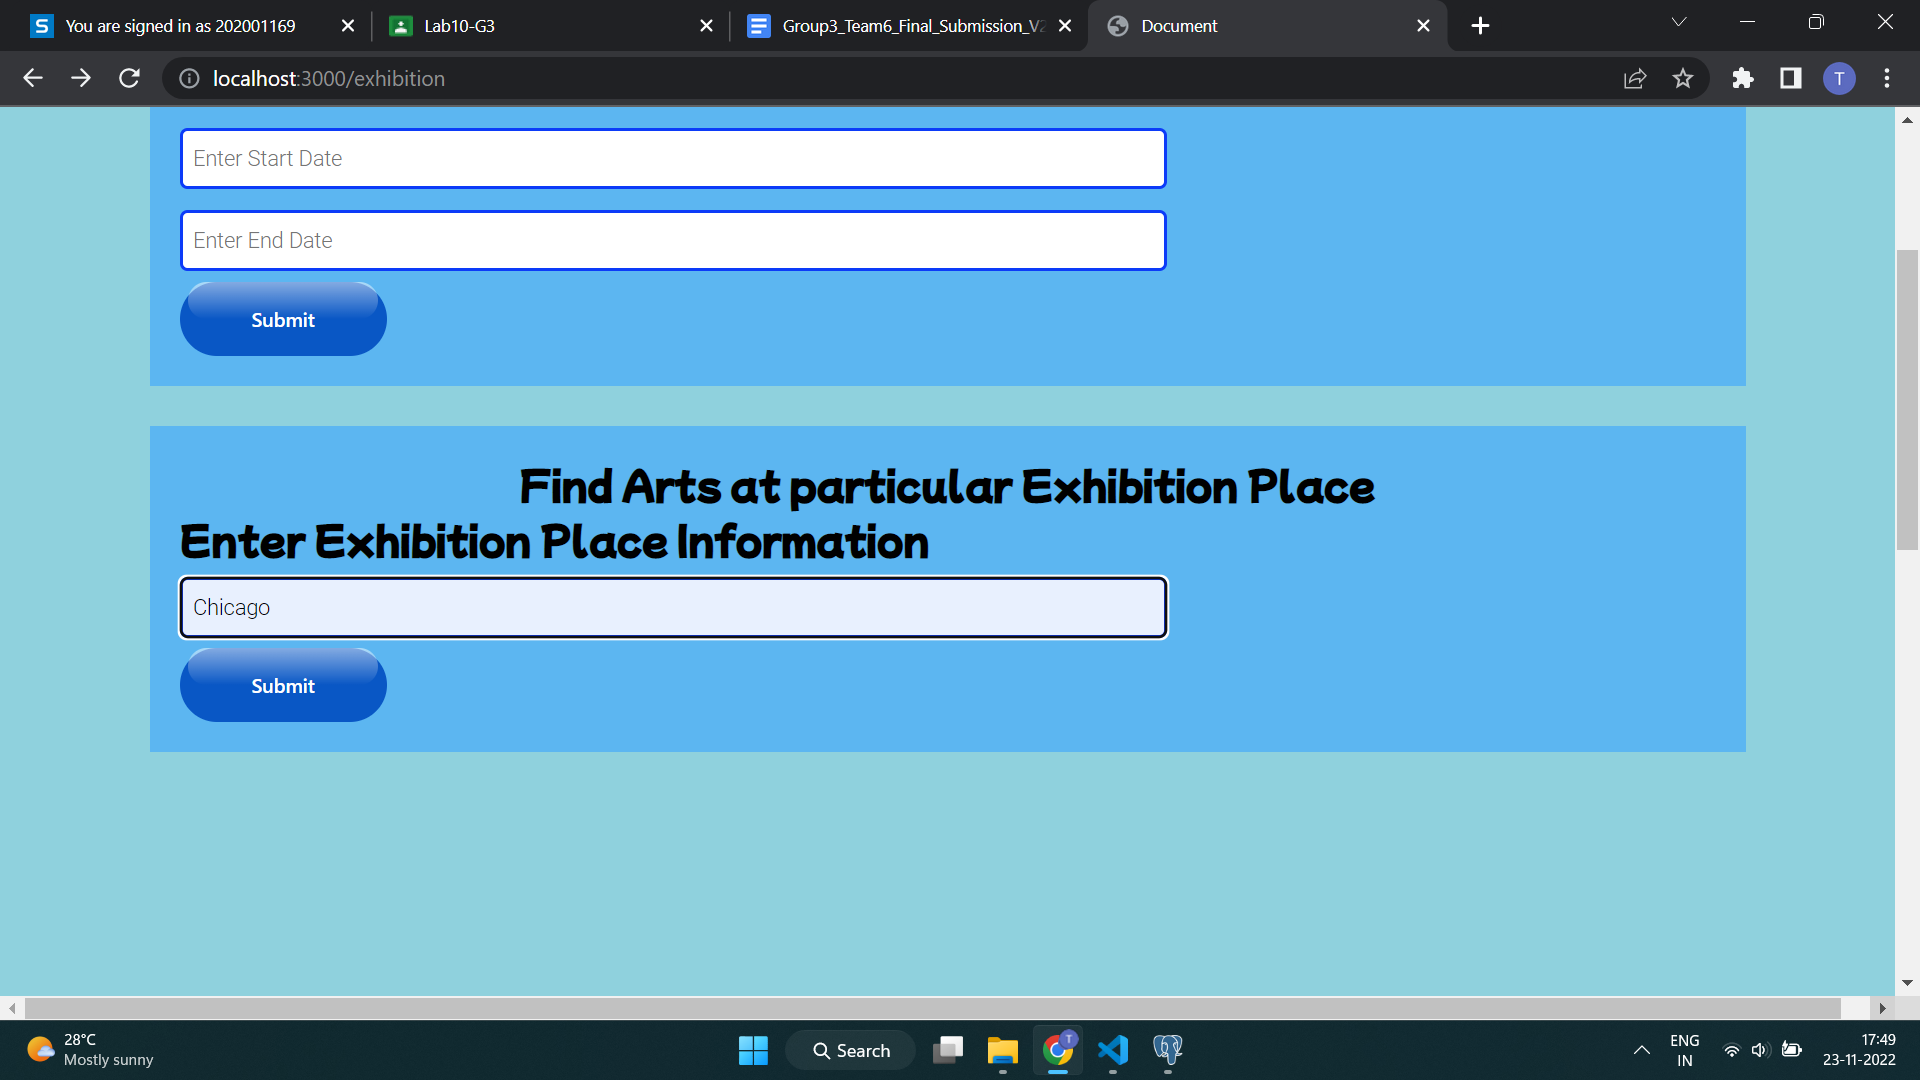 You are signed in as 202001169
Lab10-G3
Group3_Team6_Final_Submission_V2
Document
localhost:3000/exhibition
T
Enter Start Date
Enter End Date
Submit
Find Arts at particular Exhibition Place
Enter Exhibition Place Information
Chicago
Submit
28°C
Mostly sunny
Search
T
ENG
IN
17:49
23-11-2022